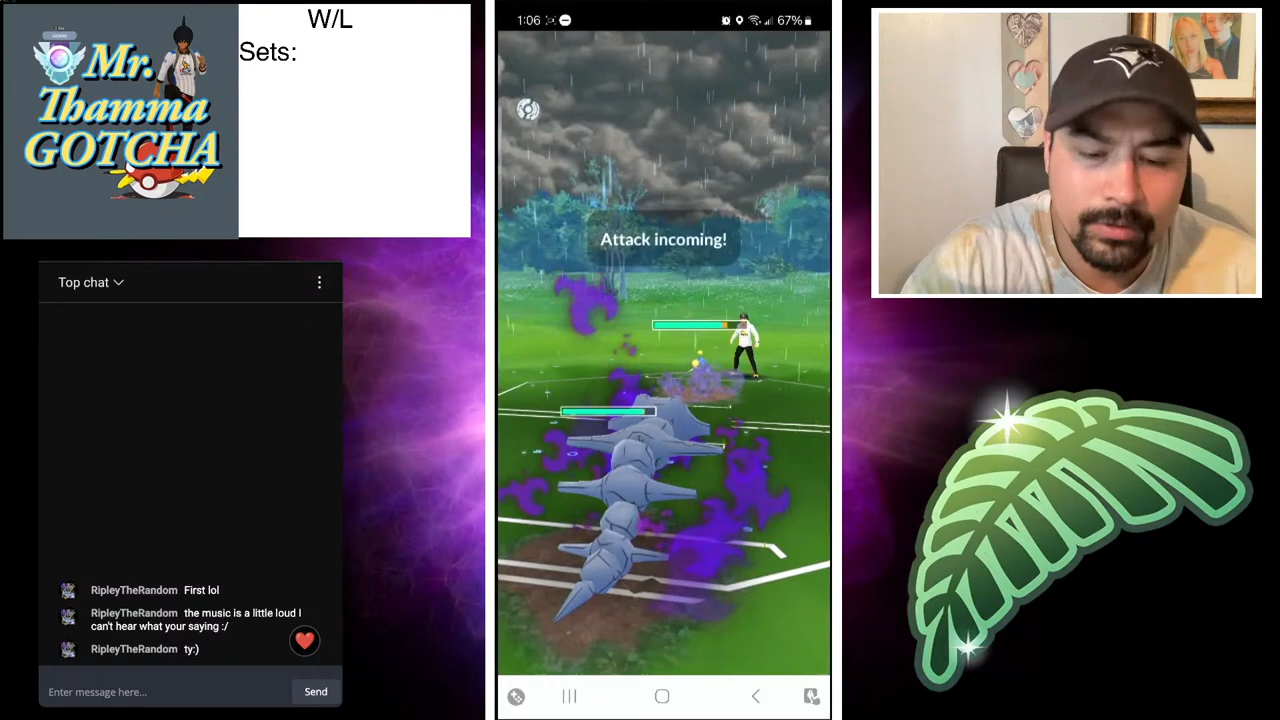 W/L
Sets:
Mr.
Thamma
GOTCHA
1:06
67%
Attack incoming!
Top chat
RipleyTheRandom First lol
RipleyTheRandom the music is a little loud I
can't hear what your saying :/
RipleyTheRandom ty:)
Enter message here...
Send